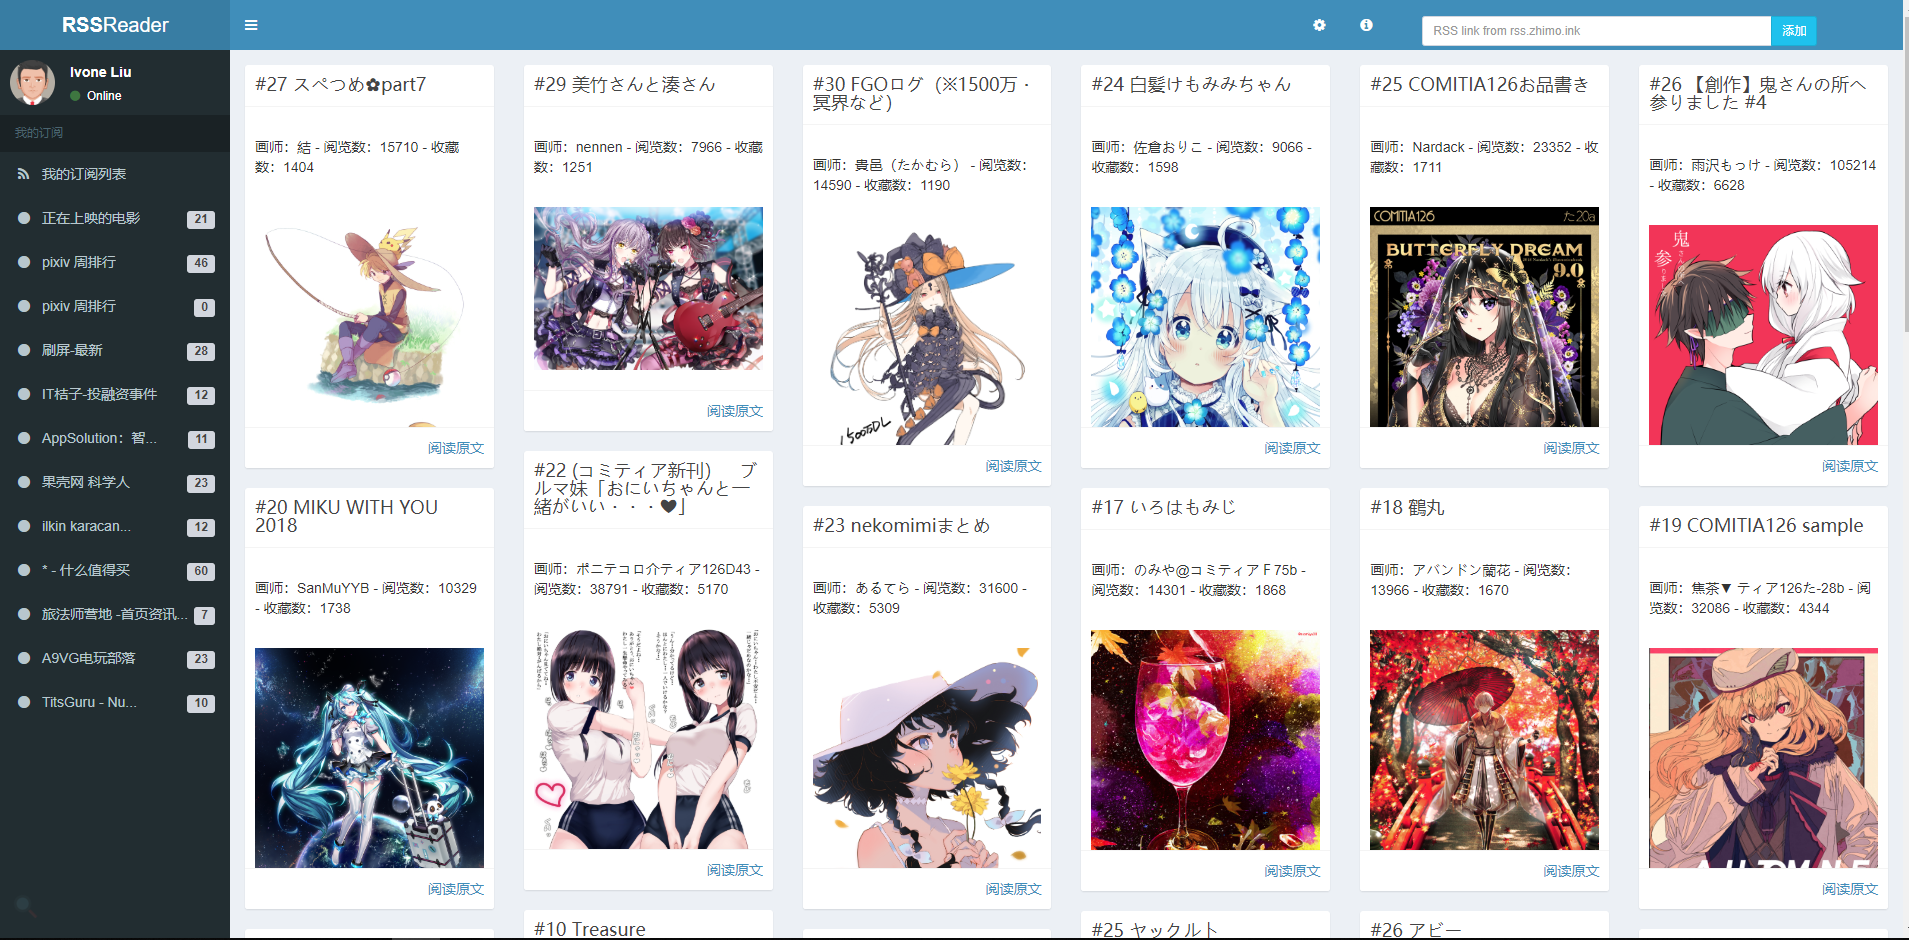 RSSReader
RSS link from rss.zhimo.ink
添加
Ivone Liu
Online
我的订阅
我的订阅列表
正在上映的电影 21
pixiv 周排行 46
pixiv 周排行 0
刷屏-最新 28
IT桔子-投融资事件 12
AppSolution：智... 11
果壳网 科学人 23
ilkin karacan... 12
* - 什么值得买 60
旅法师营地 -首页资讯... 7
A9VG电玩部落 23
TitsGuru - Nu... 10
#27 スペつめ✿part7
画师：結 - 阅览数：15710 - 收藏
数：1404
阅读原文
#20 MIKU WITH YOU
2018
画师：SanMuYYB - 阅览数：10329
- 收藏数：1738
阅读原文
#29 美竹さんと湊さん
画师：nennen - 阅览数：7966 - 收藏
数：1251
阅读原文
#22 (コミティア新刊) ブ
ルマ妹「おにいちゃんと一
緒がいい・・・♥」
画师：ポニテコロ介ティア126D43 -
阅览数：38791 - 收藏数：5170
阅读原文
#10 Treasure
#30 FGOログ（※1500万・
冥界など）
画师：貴邑（たかむら） - 阅览数：
14590 - 收藏数：1190
1500万DL
阅读原文
#23 nekomimiまとめ
画师：あるてら - 阅览数：31600 -
收藏数：5309
阅读原文
#24 白髪けもみみちゃん
画师：佐倉おりこ - 阅览数：9066 -
收藏数：1598
阅读原文
#17 いろはもみじ
画师：のみや@コミティアＦ75b -
阅览数：14301 - 收藏数：1868
阅读原文
#25 ヤックルト
#25 COMITIA126お品書き
画师：Nardack - 阅览数：23352 - 收
藏数：1711
COMITIA126 た20a
BUTTERFLY DREAM
9.0
阅读原文
#18 鶴丸
画师：アバンドン蘭花 - 阅览数：
13966 - 收藏数：1670
阅读原文
#26 アビー
#26 【創作】鬼さんの所へ
参りました #4
画师：雨沢もっけ - 阅览数：105214
- 收藏数：6628
鬼さんの
参りました
阅读原文
#19 COMITIA126 sample
画师：焦茶▼ ティア126た-28b - 阅
览数：32086 - 收藏数：4344
阅读原文